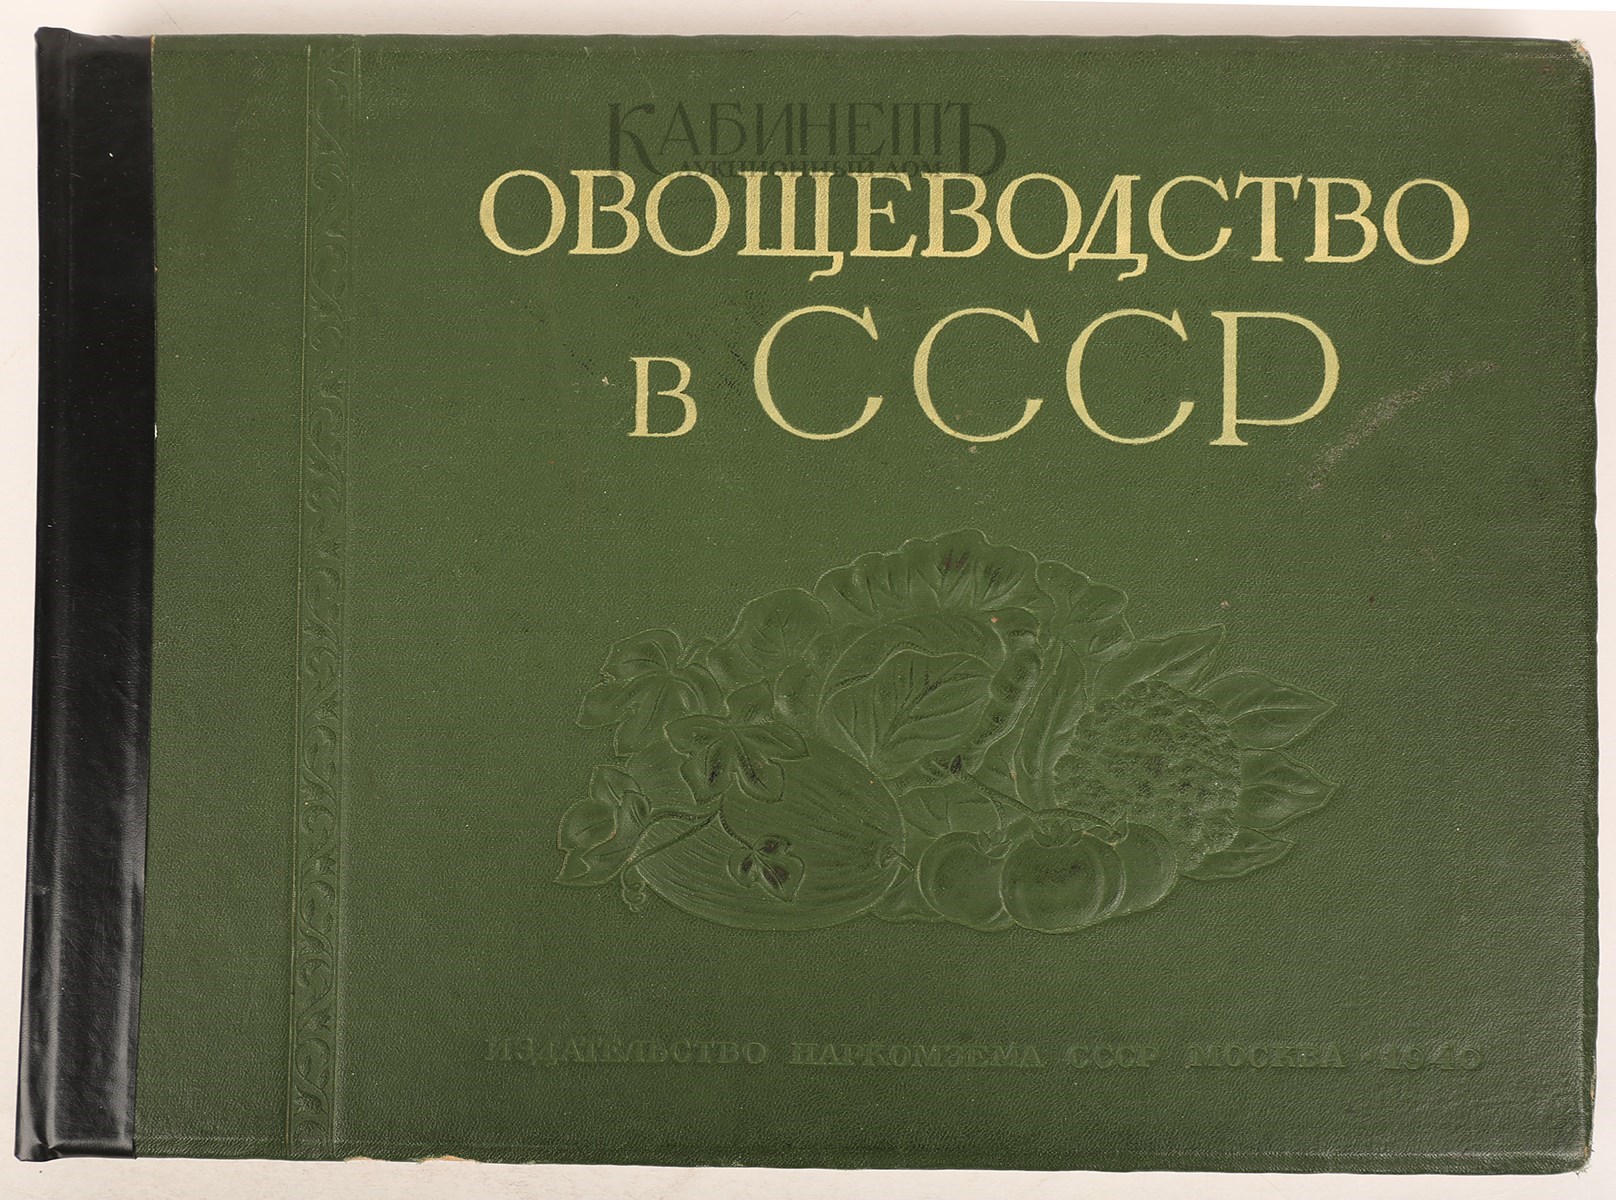 КАБИНЕТЪ
АУКЦИОННЫЙ ДОМ
ОВОЩЕВОДСТВО
В СССР
ИЗДАТЕЛЬСТВО НАРКОМЗЕМА СССР МОСКВА 1940